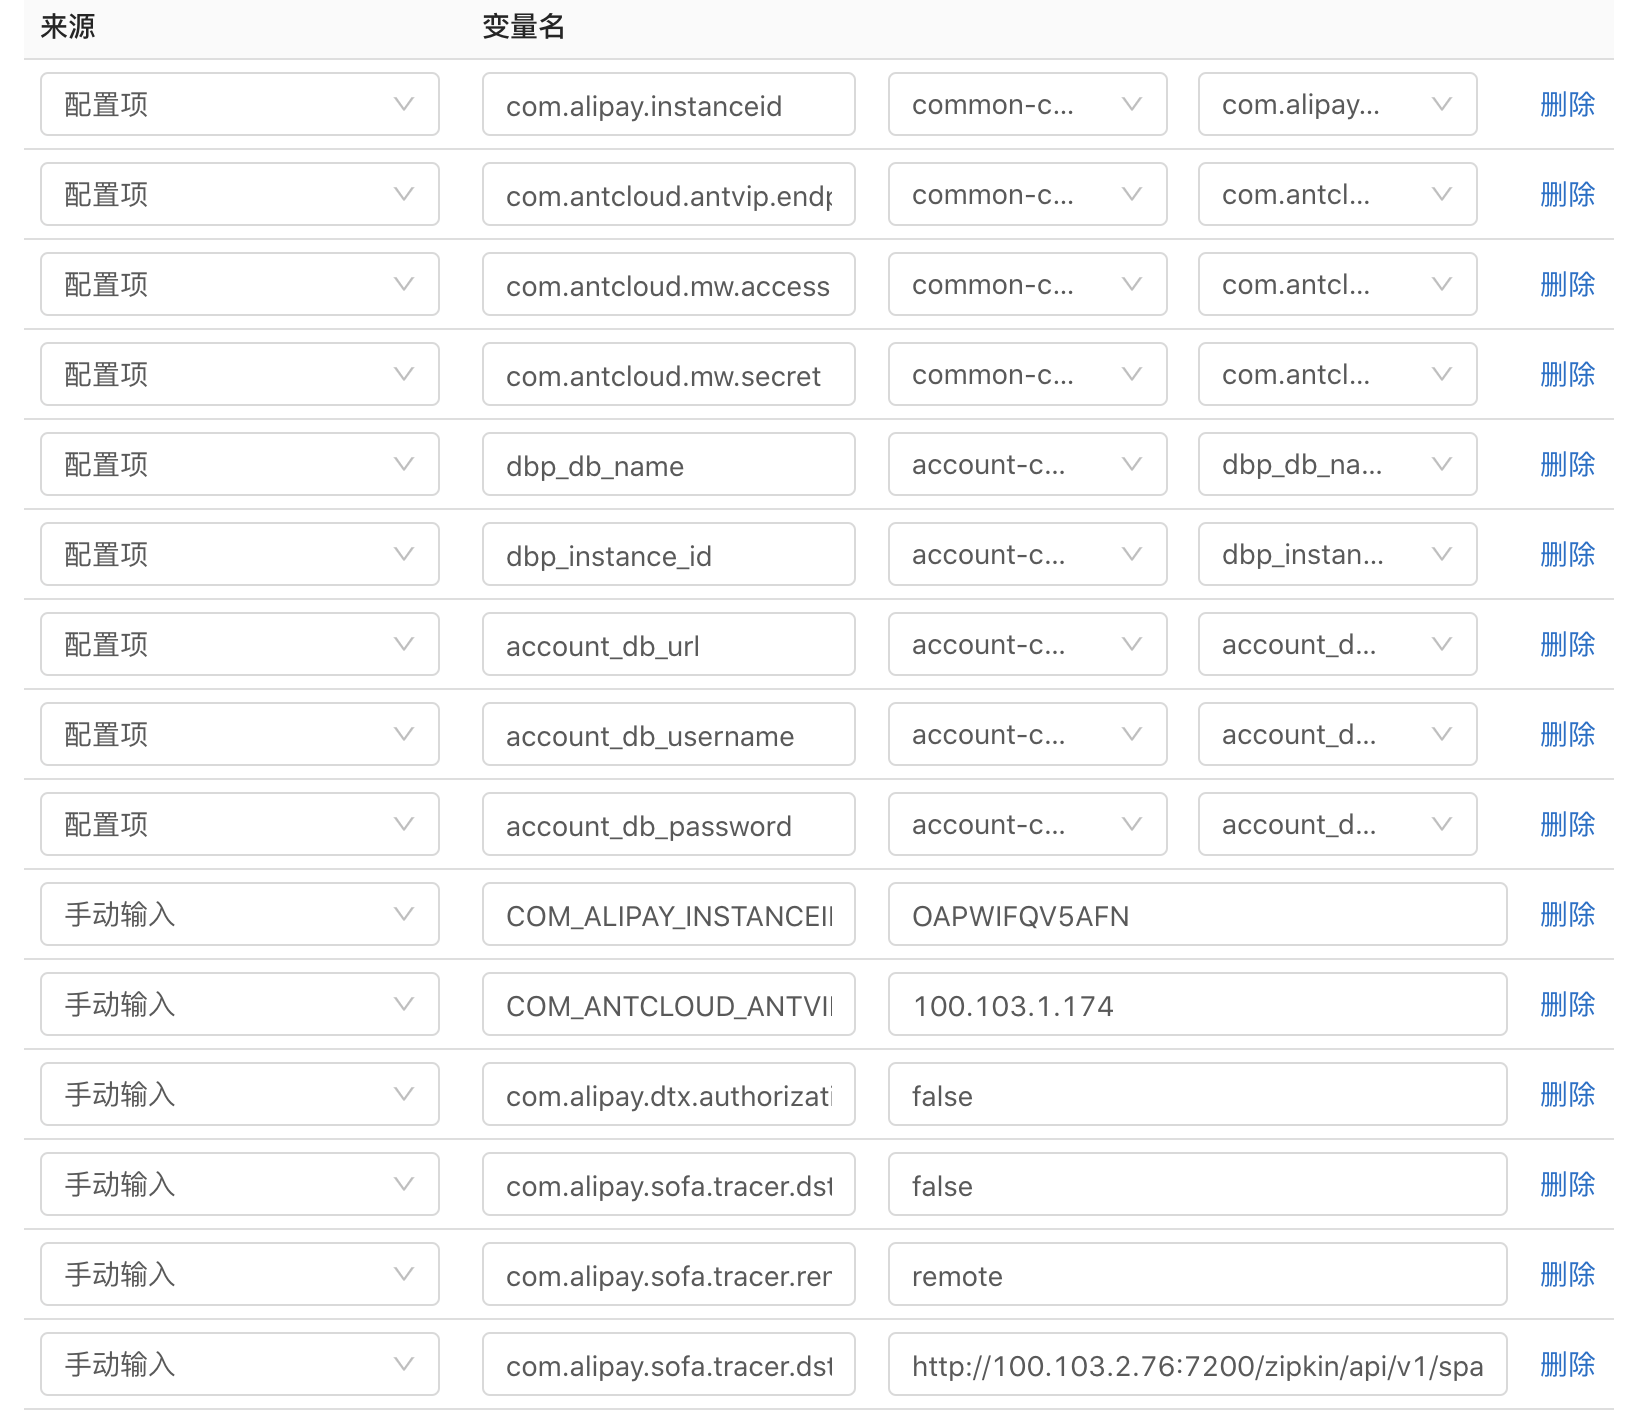 来源 变量名
配置项 com.alipay.instanceid common-c... com.alipay... 删除
配置项 com.antcloud.antvip.endp common-c... com.antcl... 删除
配置项 com.antcloud.mw.access common-c... com.antcl... 删除
配置项 com.antcloud.mw.secret common-c... com.antcl... 删除
配置项 dbp_db_name account-c... dbp_db_na... 删除
配置项 dbp_instance_id account-c... dbp_instan... 删除
配置项 account_db_url account-c... account_d... 删除
配置项 account_db_username account-c... account_d... 删除
配置项 account_db_password account-c... account_d... 删除
手动输入 COM_ALIPAY_INSTANCEI OAPWIFQV5AFN 删除
手动输入 COM_ANTCLOUD_ANTVI 100.103.1.174 删除
手动输入 com.alipay.dtx.authorizati false 删除
手动输入 com.alipay.sofa.tracer.dst false 删除
手动输入 com.alipay.sofa.tracer.rer remote 删除
手动输入 com.alipay.sofa.tracer.dst http://100.103.2.76:7200/zipkin/api/v1/spa 删除